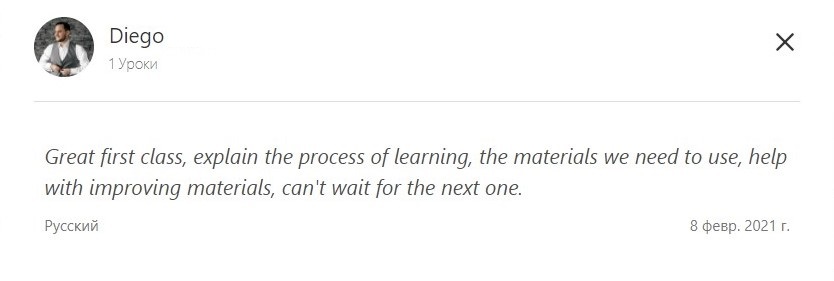 Diego
1 Уроки
Great first class, explain the process of learning, the materials we need to use, help
with improving materials, can't wait for the next one.
Русский
8 февр. 2021 г.